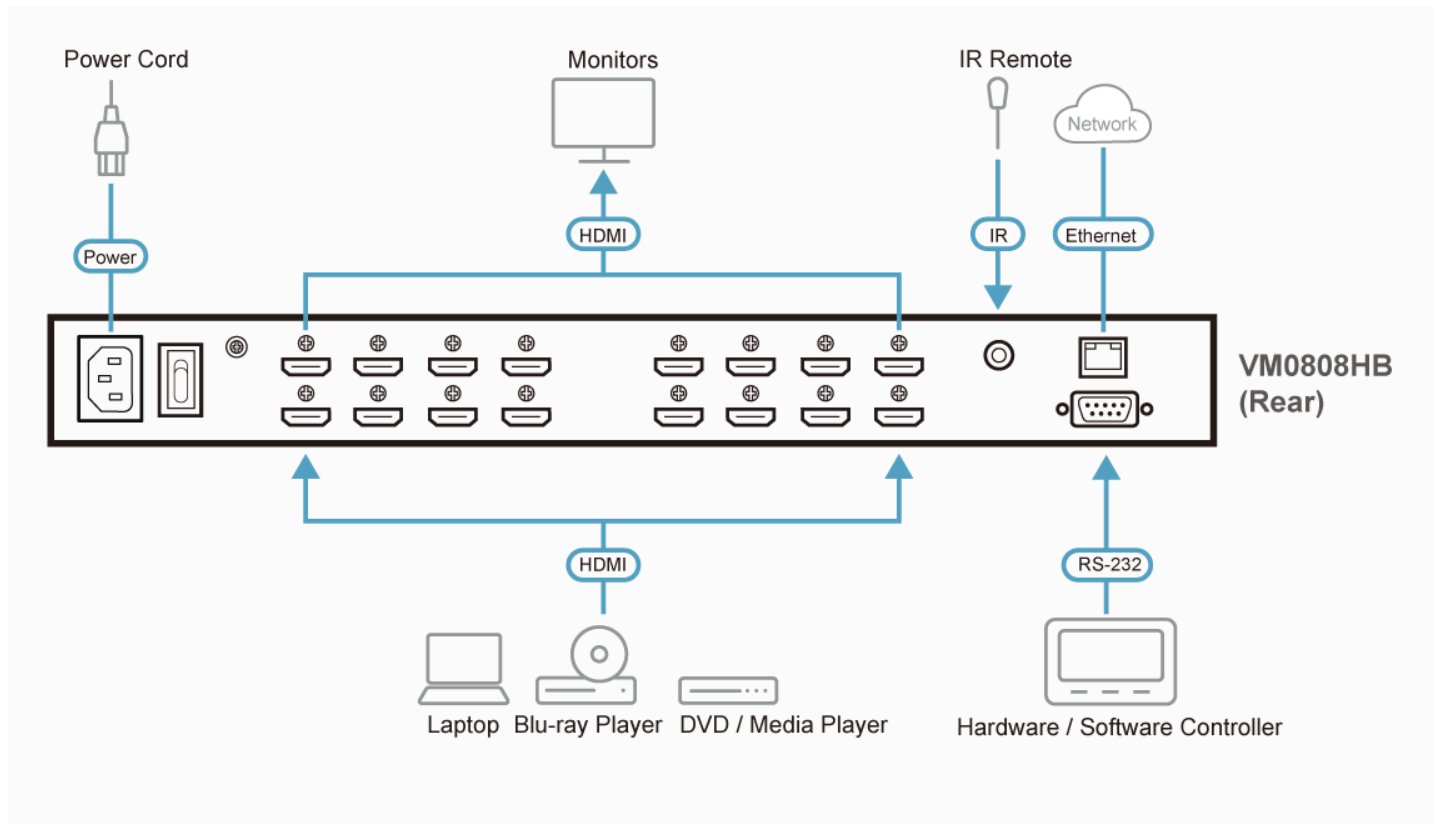 Power Cord
Monitors
IR Remote
Network
HDMI
IR
Ethernet
Power
VM0808HB
(Rear)
HDMI
RS-232
Laptop
Blu-ray Player
DVD / Media Player
Hardware / Software Controller